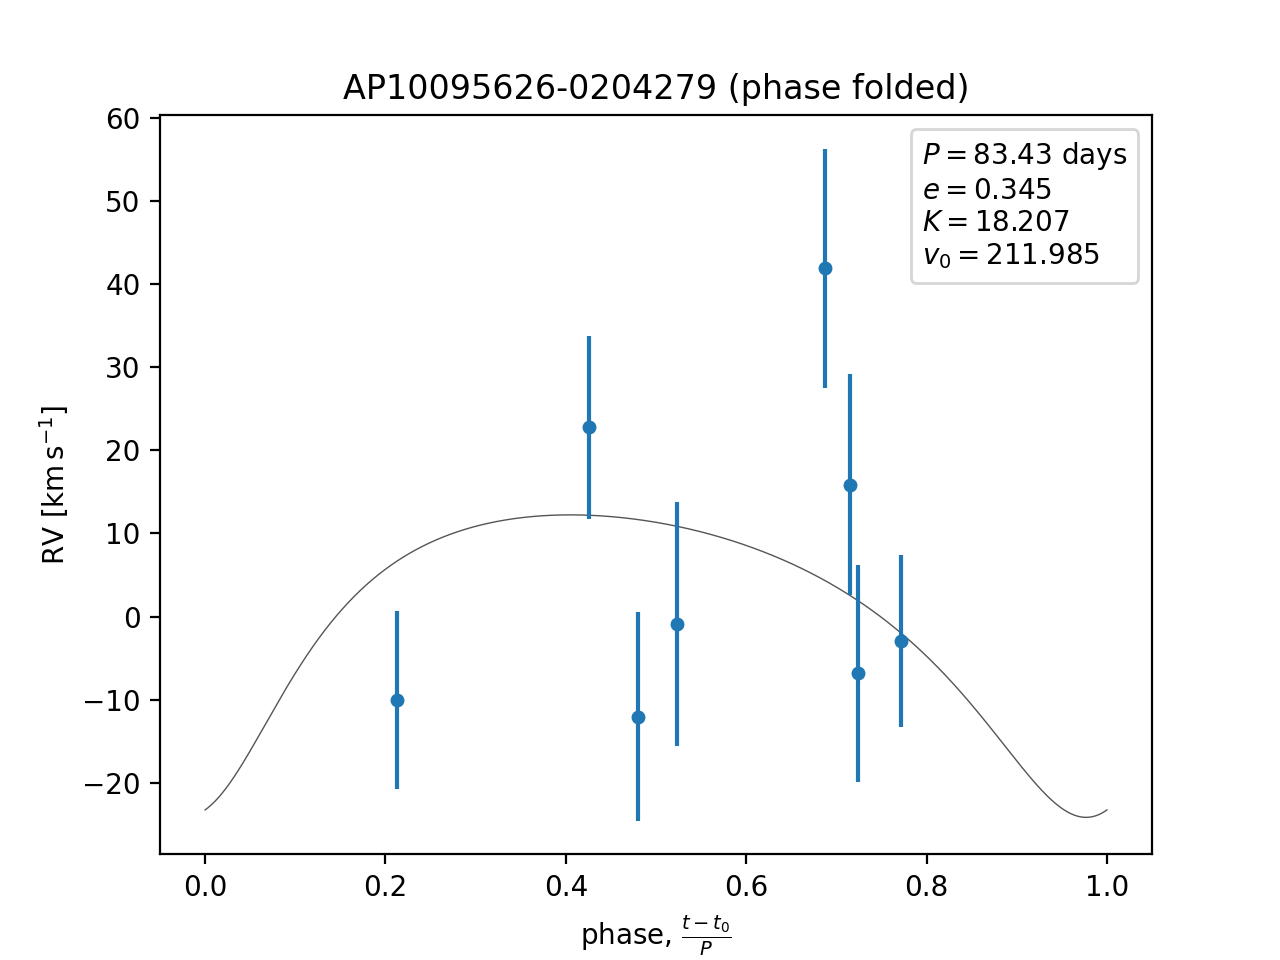 AP10095626-0204279 (phase folded)
P = 83.43 days
e = 0.345
K = 18.207
v₀ = 211.985
60
50
40
30
20
10
0
−10
−20
RV [km s⁻¹]
0.0 0.2 0.4 0.6 0.8 1.0
phase, (t − t₀)/P